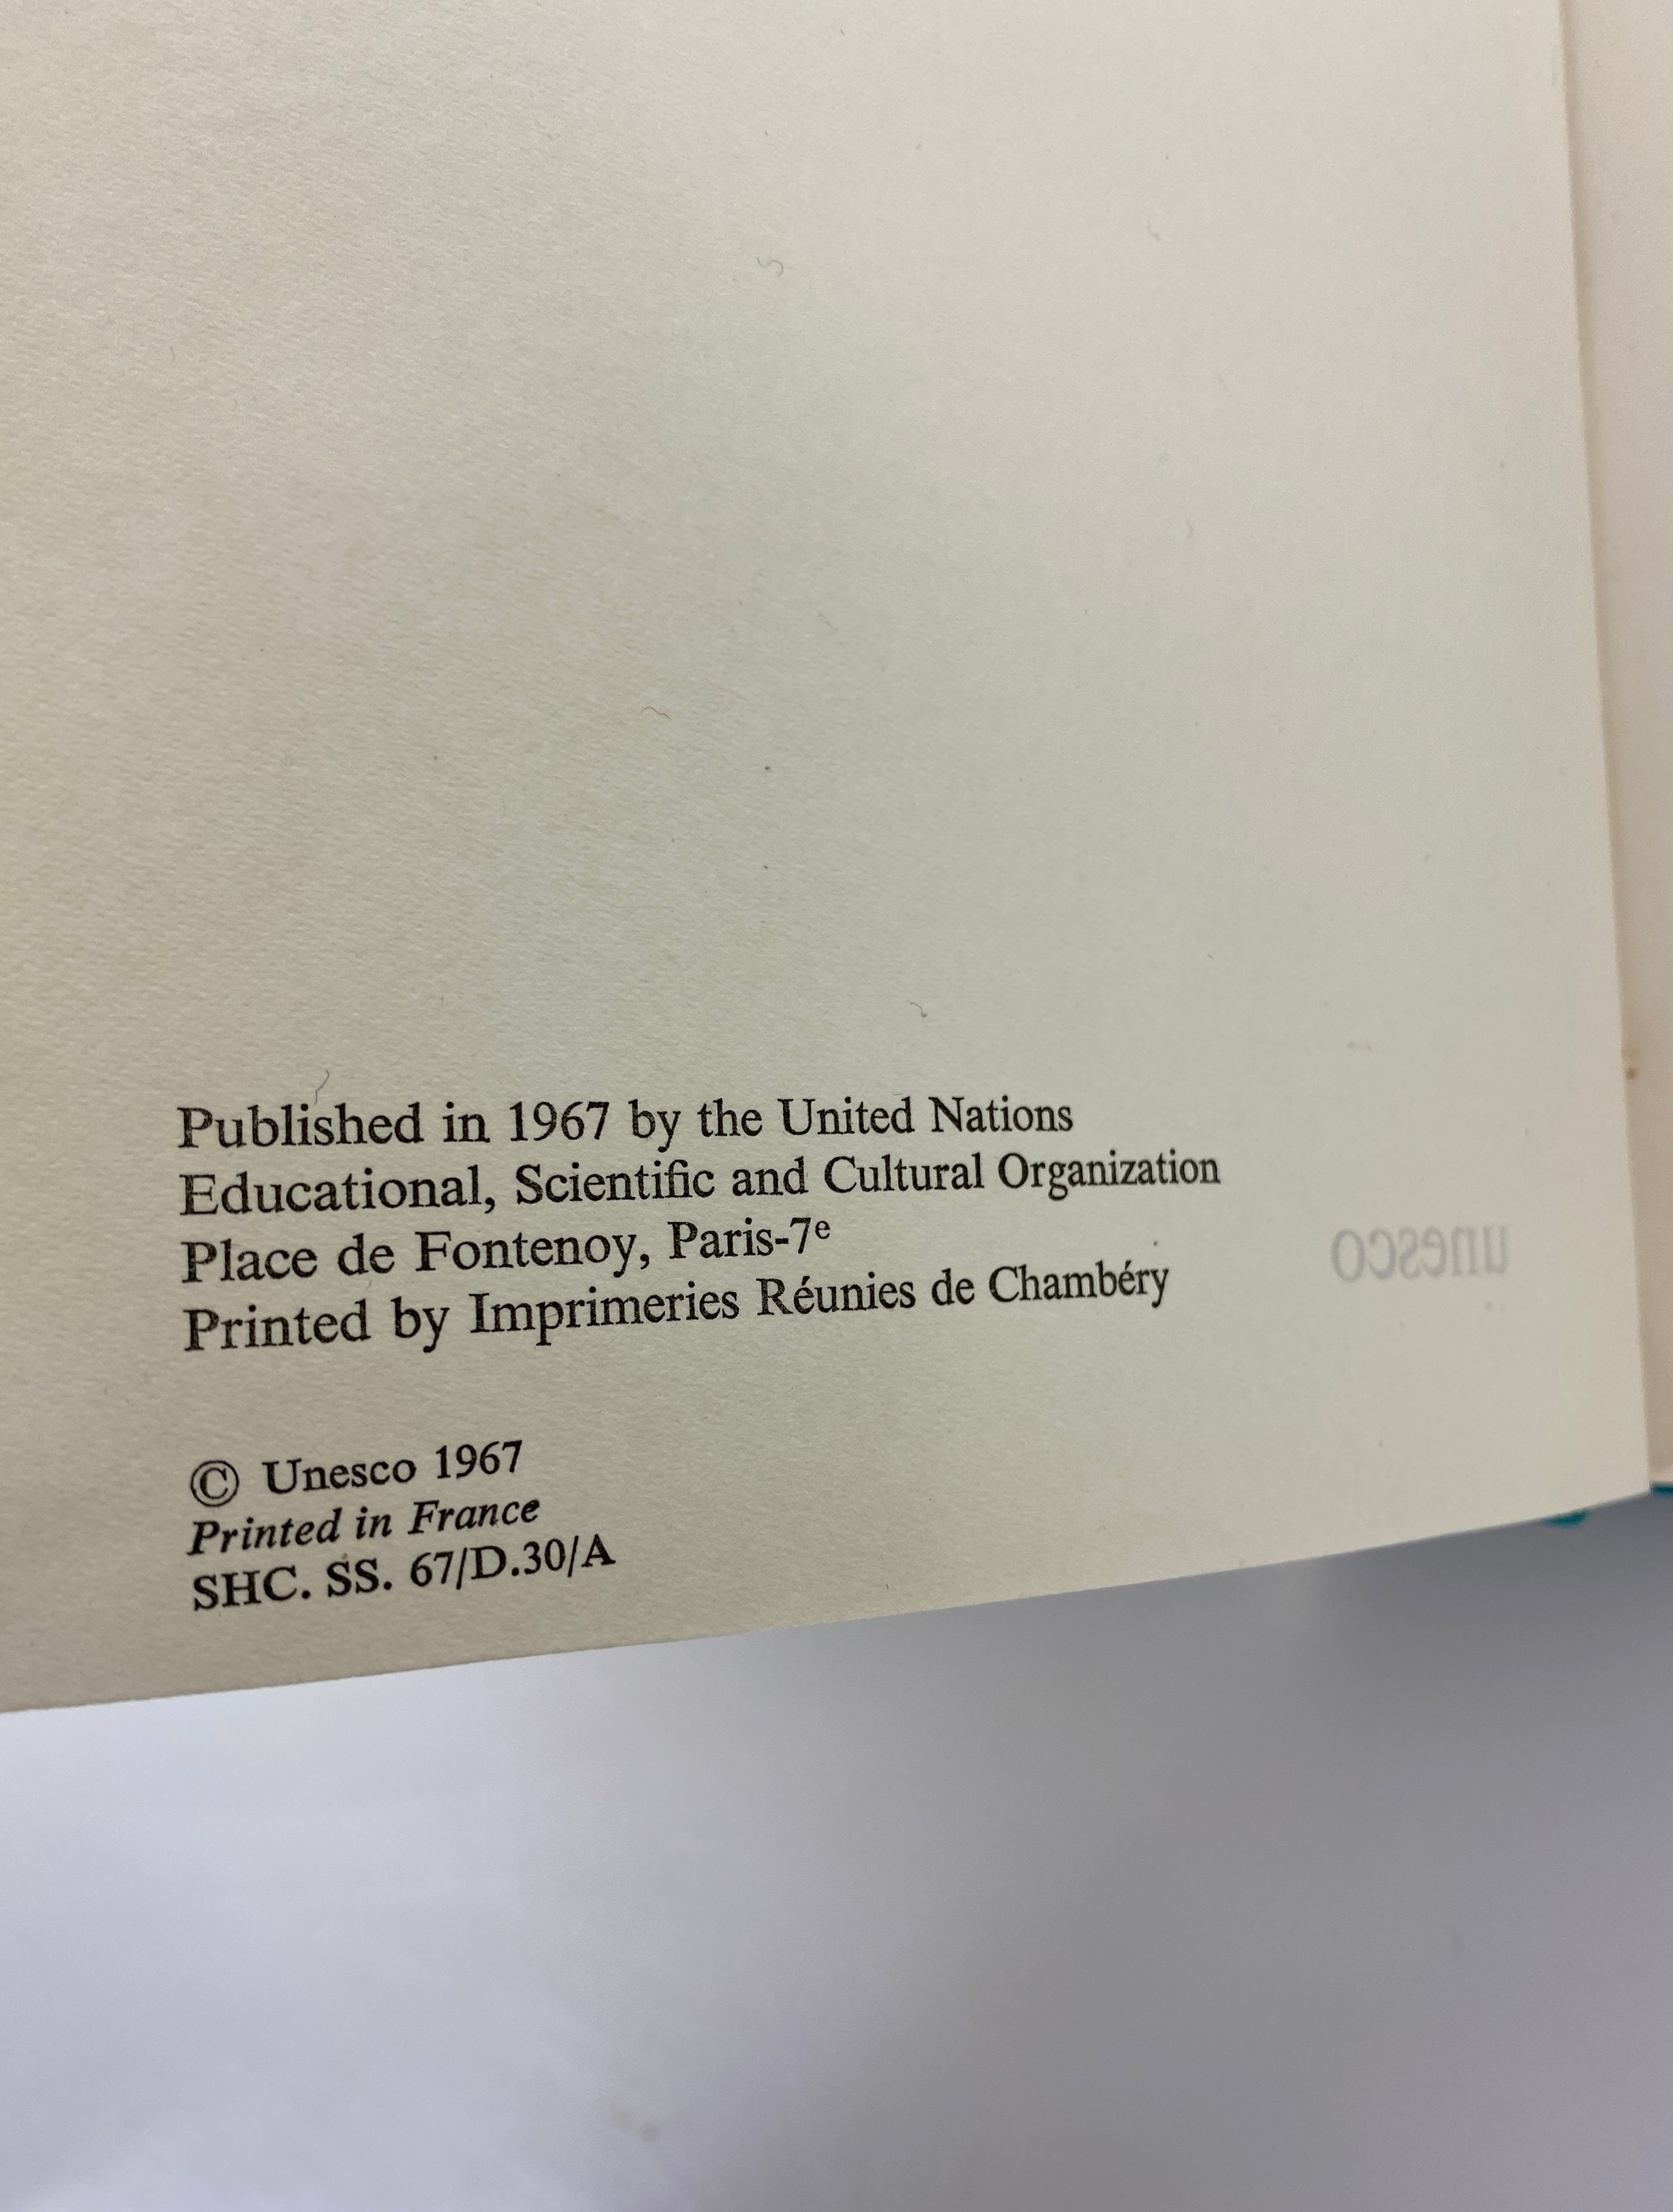 Published in 1967 by the United Nations
Educational, Scientific and Cultural Organization
Place de Fontenoy, Paris-7e
Printed by Imprimeries Réunies de Chambéry
unesco
© Unesco 1967
Printed in France
SHC. SS. 67/D.30/A